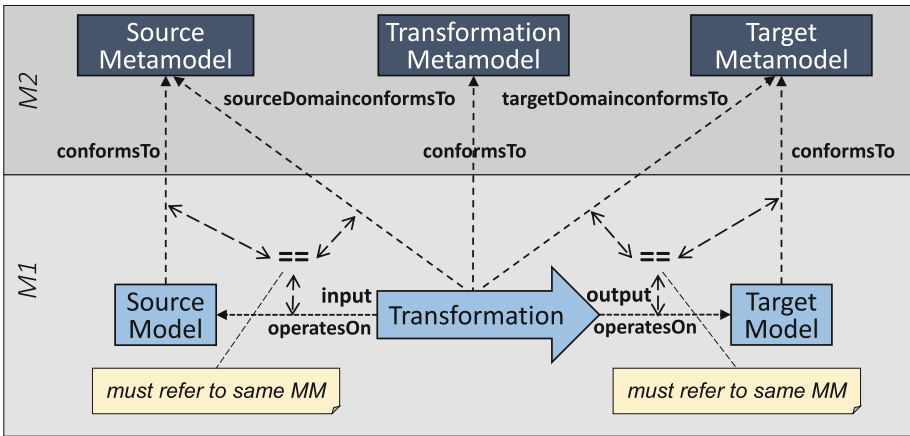 Source
Metamodel
Transformation
Metamodel
Target
Metamodel
M2
sourceDomainconformsTo
targetDomainconformsTo
conformsTo
conformsTo
conformsTo
M1
==
==
Source
Model
input
operatesOn
Transformation
output
operatesOn
Target
Model
must refer to same MM
must refer to same MM